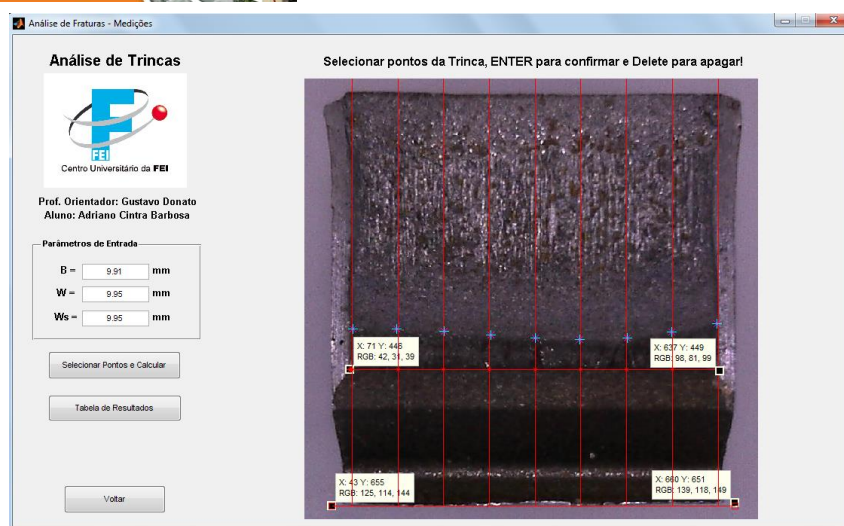 Análise de Fraturas - Medições
Análise de Trincas
FEI
Centro Universitário da FEI
Prof. Orientador: Gustavo Donato
Aluno: Adriano Cintra Barbosa
Parâmetros de Entrada
B = 9.91 mm
W = 9.95 mm
Ws = 9.95 mm
Selecionar Pontos e Calcular
Tabela de Resultados
Voltar
Selecionar pontos da Trinca, ENTER para confirmar e Delete para apagar!
X: 71 Y: 446
RGB: 42, 31, 39
X: 637 Y: 449
RGB: 98, 81, 99
X: 43 Y: 655
RGB: 125, 114, 144
X: 660 Y: 651
RGB: 139, 118, 149